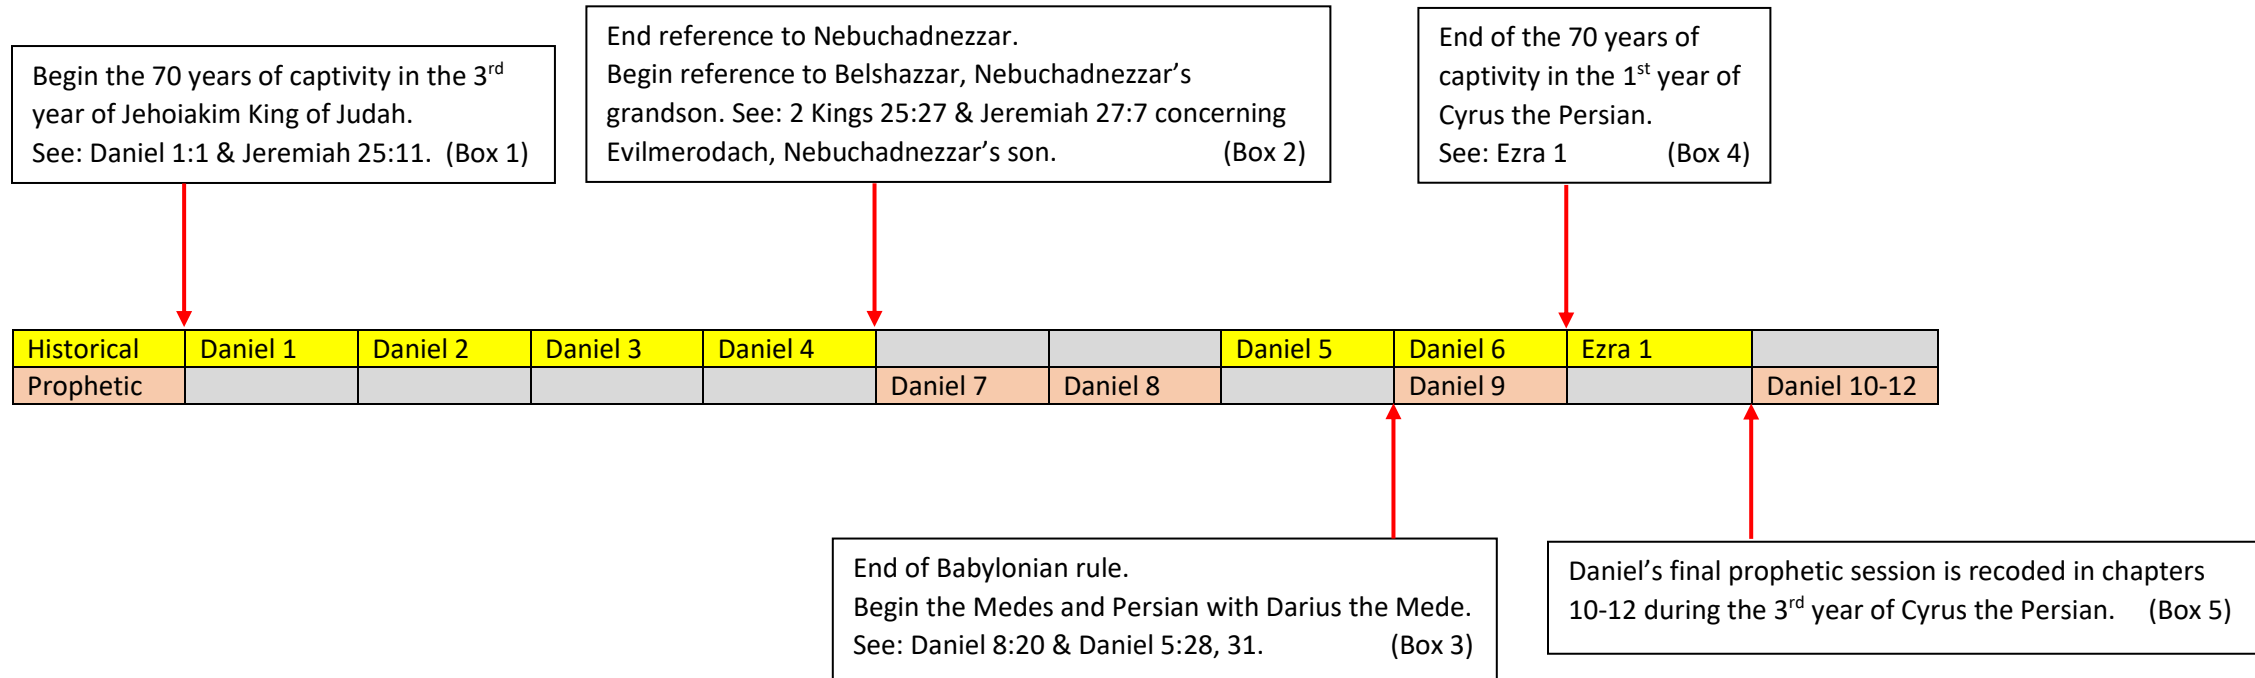 Begin the 70 years of captivity in the 3rd
year of Jehoiakim King of Judah.
See: Daniel 1:1 & Jeremiah 25:11. (Box 1)
End reference to Nebuchadnezzar.
Begin reference to Belshazzar, Nebuchadnezzar’s
grandson. See: 2 Kings 25:27 & Jeremiah 27:7 concerning
Evilmerodach, Nebuchadnezzar’s son. (Box 2)
End of the 70 years of
captivity in the 1st year of
Cyrus the Persian.
See: Ezra 1 (Box 4)
Historical Daniel 1 Daniel 2 Daniel 3 Daniel 4 Daniel 5 Daniel 6 Ezra 1
Prophetic Daniel 7 Daniel 8 Daniel 9 Daniel 10-12
End of Babylonian rule.
Begin the Medes and Persian with Darius the Mede.
See: Daniel 8:20 & Daniel 5:28, 31. (Box 3)
Daniel’s final prophetic session is recoded in chapters
10-12 during the 3rd year of Cyrus the Persian. (Box 5)